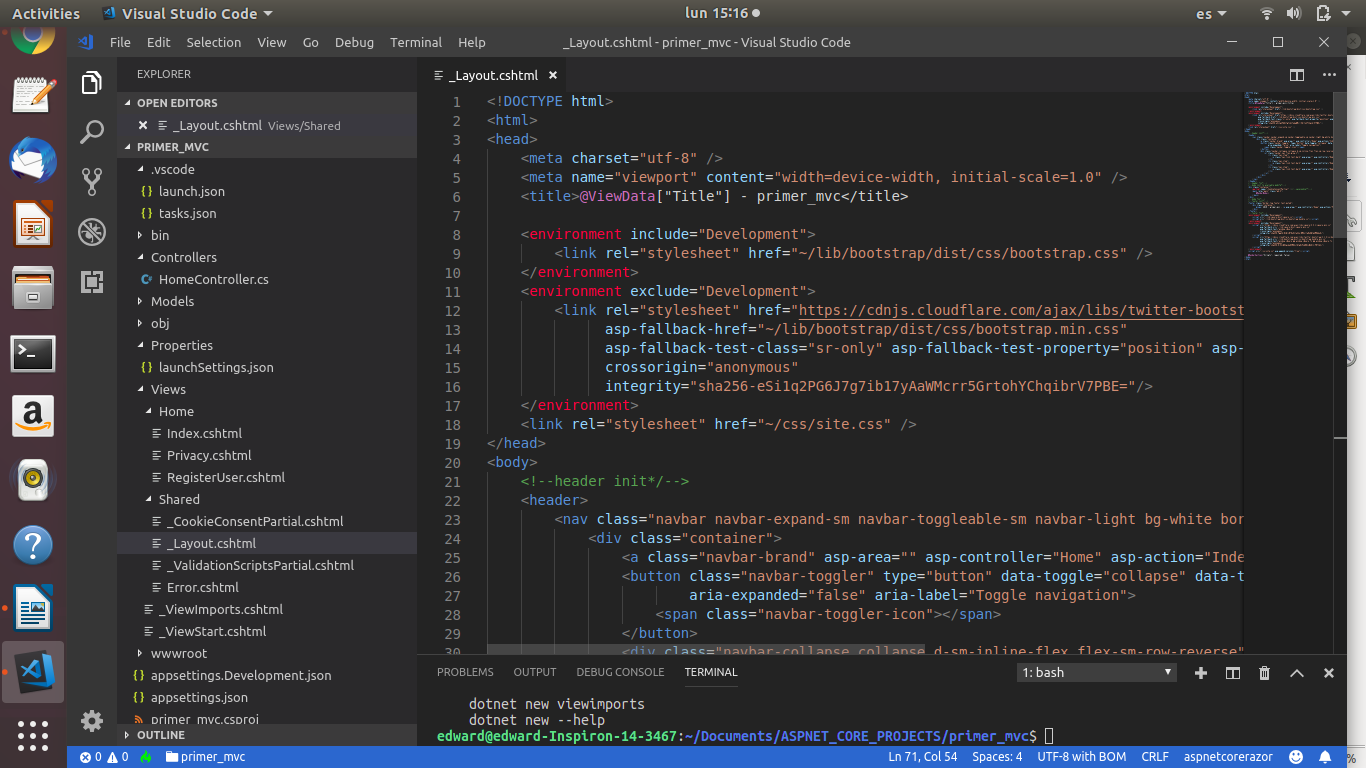 Activities Visual Studio Code lun 15:16 es
File Edit Selection View Go Debug Terminal Help _Layout.cshtml - primer_mvc - Visual Studio Code
EXPLORER
OPEN EDITORS
_Layout.cshtml Views/Shared
PRIMER_MVC
.vscode
{} launch.json
{} tasks.json
bin
Controllers
HomeController.cs
Models
obj
Properties
{} launchSettings.json
Views
Home
Index.cshtml
Privacy.cshtml
RegisterUser.cshtml
Shared
_CookieConsentPartial.cshtml
_Layout.cshtml
_ValidationScriptsPartial.cshtml
Error.cshtml
_ViewImports.cshtml
_ViewStart.cshtml
wwwroot
{} appsettings.Development.json
{} appsettings.json
primer_mvc.csproj
OUTLINE
_Layout.cshtml
1 <!DOCTYPE html>
2 <html>
3 <head>
4 <meta charset="utf-8" />
5 <meta name="viewport" content="width=device-width, initial-scale=1.0" />
6 <title>@ViewData["Title"] - primer_mvc</title>
7
8 <environment include="Development">
9 <link rel="stylesheet" href="~/lib/bootstrap/dist/css/bootstrap.css" />
10 </environment>
11 <environment exclude="Development">
12 <link rel="stylesheet" href="https://cdnjs.cloudflare.com/ajax/libs/twitter-bootst
13 asp-fallback-href="~/lib/bootstrap/dist/css/bootstrap.min.css"
14 asp-fallback-test-class="sr-only" asp-fallback-test-property="position" asp-
15 crossorigin="anonymous"
16 integrity="sha256-eSi1q2PG6J7g7ib17yAaWMcrr5GrtohYChqibrV7PBE="/>
17 </environment>
18 <link rel="stylesheet" href="~/css/site.css" />
19 </head>
20 <body>
21 <!--header init*/-->
22 <header>
23 <nav class="navbar navbar-expand-sm navbar-toggleable-sm navbar-light bg-white bor
24 <div class="container">
25 <a class="navbar-brand" asp-area="" asp-controller="Home" asp-action="Inde
26 <button class="navbar-toggler" type="button" data-toggle="collapse" data-t
27 aria-expanded="false" aria-label="Toggle navigation">
28 <span class="navbar-toggler-icon"></span>
29 </button>
30 <div class="navbar-collapse collapse d-sm-inline-flex flex-sm-row-reverse"
PROBLEMS OUTPUT DEBUG CONSOLE TERMINAL 1: bash
dotnet new viewimports
dotnet new --help
edward@edward-Inspiron-14-3467:~/Documents/ASPNET_CORE_PROJECTS/primer_mvc$
0 0 primer_mvc Ln 71, Col 54 Spaces: 4 UTF-8 with BOM CRLF aspnetcorerazor